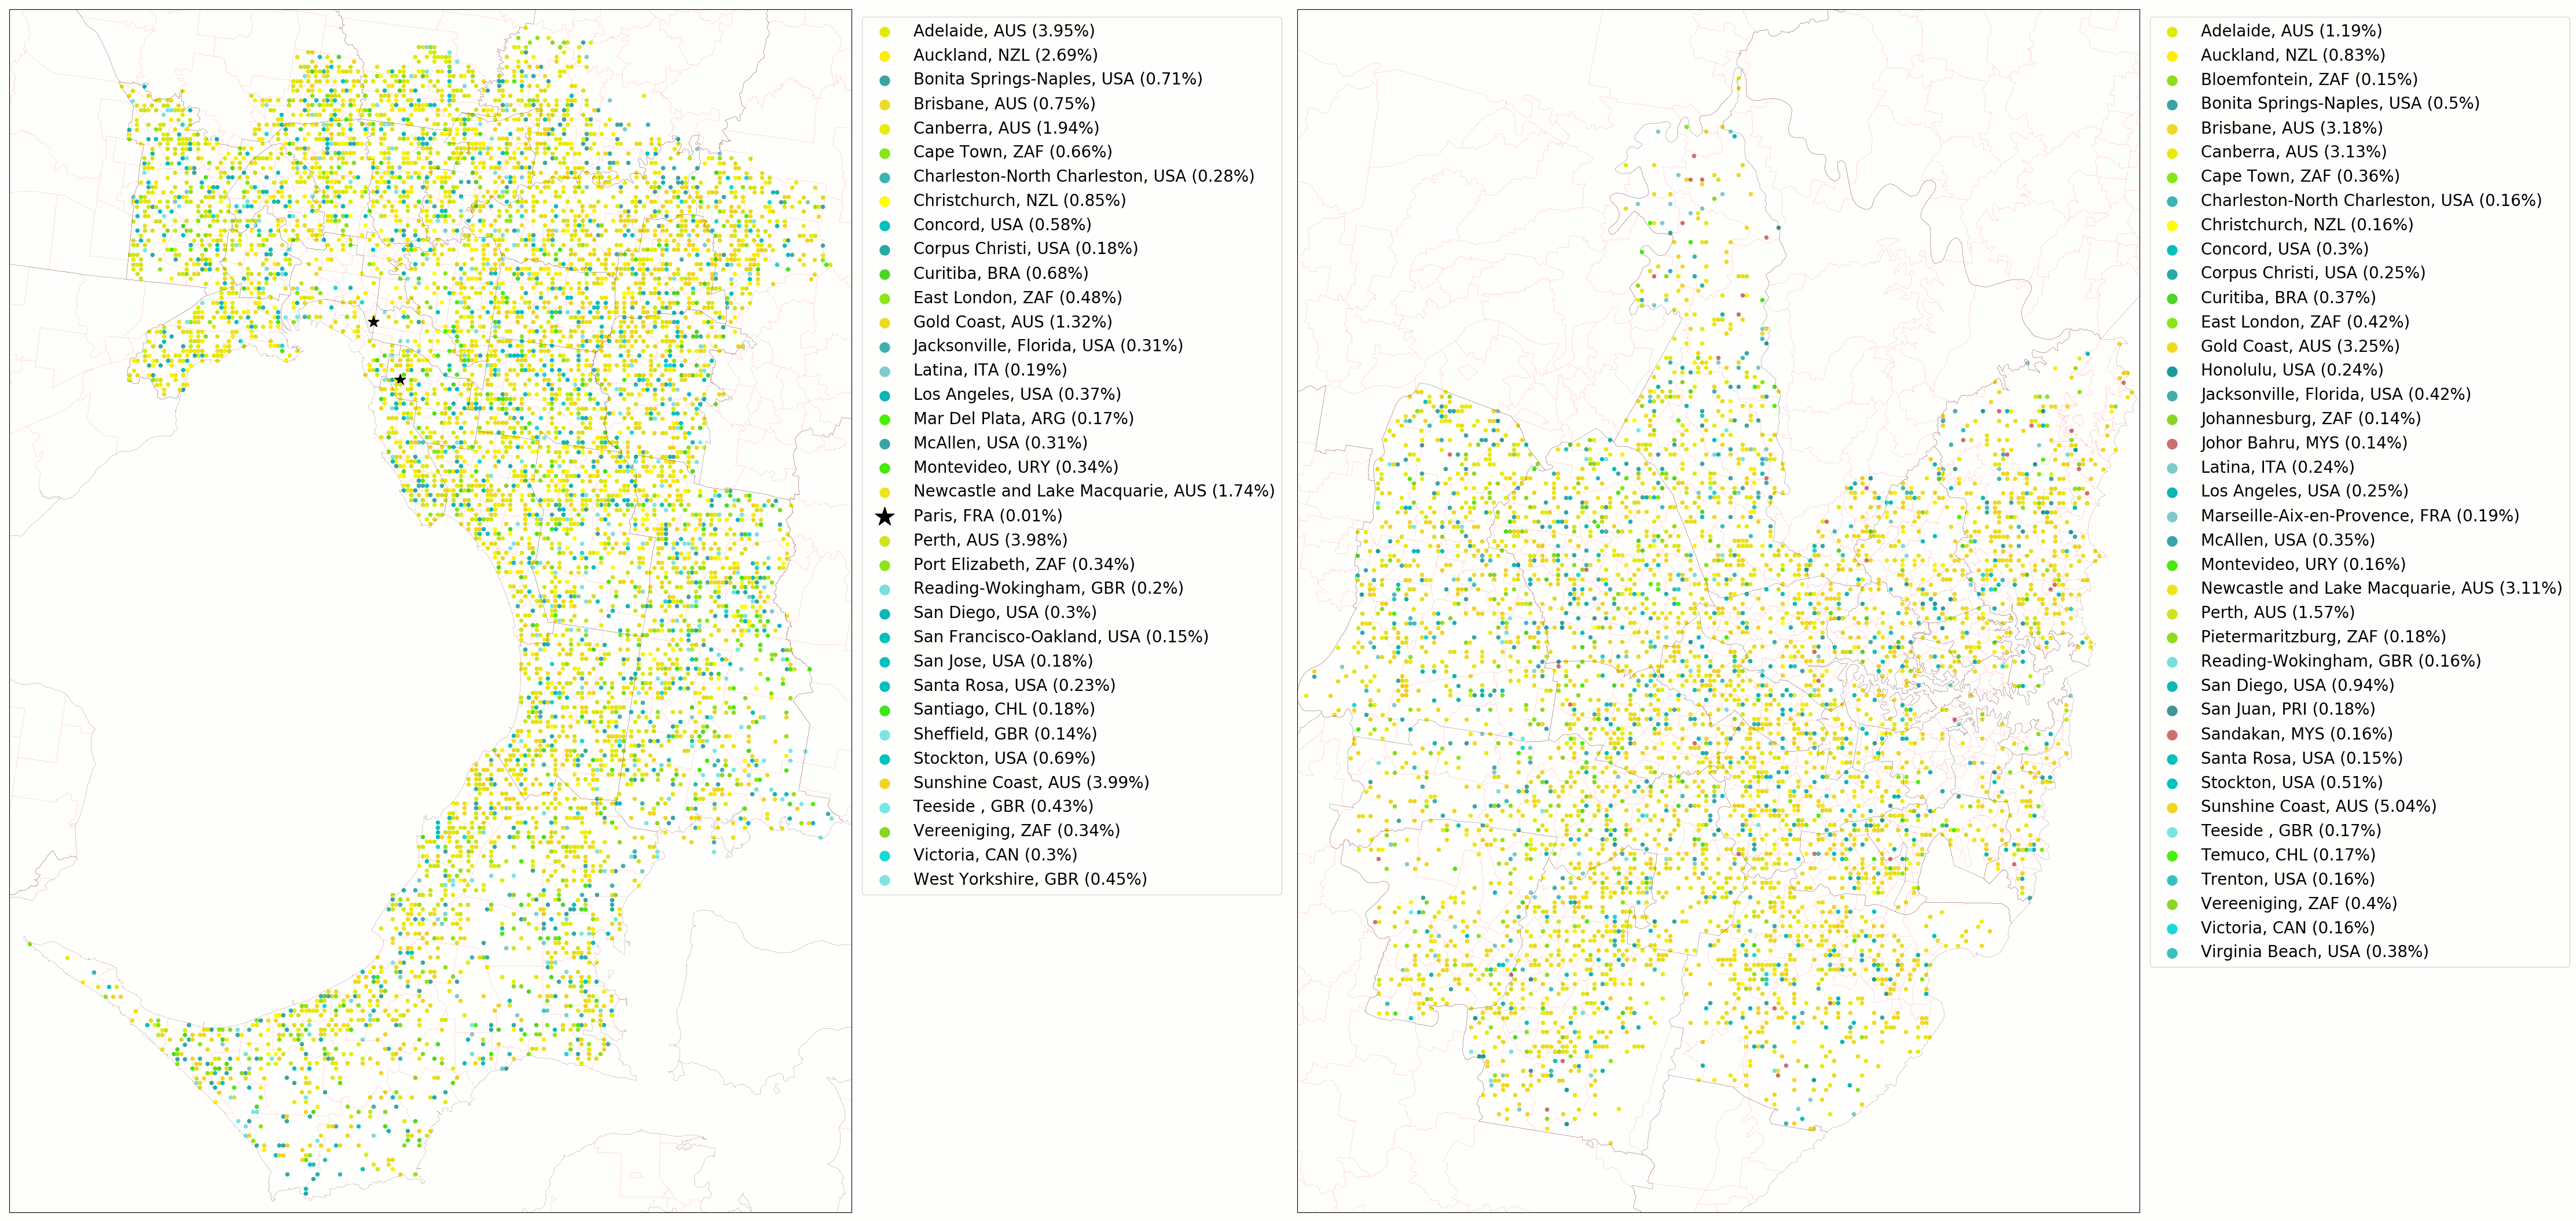 Adelaide, AUS (3.95%)
Auckland, NZL (2.69%)
Bonita Springs-Naples, USA (0.71%)
Brisbane, AUS (0.75%)
Canberra, AUS (1.94%)
Cape Town, ZAF (0.66%)
Charleston-North Charleston, USA (0.28%)
Christchurch, NZL (0.85%)
Concord, USA (0.58%)
Corpus Christi, USA (0.18%)
Curitiba, BRA (0.68%)
East London, ZAF (0.48%)
Gold Coast, AUS (1.32%)
Jacksonville, Florida, USA (0.31%)
Latina, ITA (0.19%)
Los Angeles, USA (0.37%)
Mar Del Plata, ARG (0.17%)
McAllen, USA (0.31%)
Montevideo, URY (0.34%)
Newcastle and Lake Macquarie, AUS (1.74%)
Paris, FRA (0.01%)
Perth, AUS (3.98%)
Port Elizabeth, ZAF (0.34%)
Reading-Wokingham, GBR (0.2%)
San Diego, USA (0.3%)
San Francisco-Oakland, USA (0.15%)
San Jose, USA (0.18%)
Santa Rosa, USA (0.23%)
Santiago, CHL (0.18%)
Sheffield, GBR (0.14%)
Stockton, USA (0.69%)
Sunshine Coast, AUS (3.99%)
Teeside , GBR (0.43%)
Vereeniging, ZAF (0.34%)
Victoria, CAN (0.3%)
West Yorkshire, GBR (0.45%)
Adelaide, AUS (1.19%)
Auckland, NZL (0.83%)
Bloemfontein, ZAF (0.15%)
Bonita Springs-Naples, USA (0.5%)
Brisbane, AUS (3.18%)
Canberra, AUS (3.13%)
Cape Town, ZAF (0.36%)
Charleston-North Charleston, USA (0.16%)
Christchurch, NZL (0.16%)
Concord, USA (0.3%)
Corpus Christi, USA (0.25%)
Curitiba, BRA (0.37%)
East London, ZAF (0.42%)
Gold Coast, AUS (3.25%)
Honolulu, USA (0.24%)
Jacksonville, Florida, USA (0.42%)
Johannesburg, ZAF (0.14%)
Johor Bahru, MYS (0.14%)
Latina, ITA (0.24%)
Los Angeles, USA (0.25%)
Marseille-Aix-en-Provence, FRA (0.19%)
McAllen, USA (0.35%)
Montevideo, URY (0.16%)
Newcastle and Lake Macquarie, AUS (3.11%)
Perth, AUS (1.57%)
Pietermaritzburg, ZAF (0.18%)
Reading-Wokingham, GBR (0.16%)
San Diego, USA (0.94%)
San Juan, PRI (0.18%)
Sandakan, MYS (0.16%)
Santa Rosa, USA (0.15%)
Stockton, USA (0.51%)
Sunshine Coast, AUS (5.04%)
Teeside , GBR (0.17%)
Temuco, CHL (0.17%)
Trenton, USA (0.16%)
Vereeniging, ZAF (0.4%)
Victoria, CAN (0.16%)
Virginia Beach, USA (0.38%)